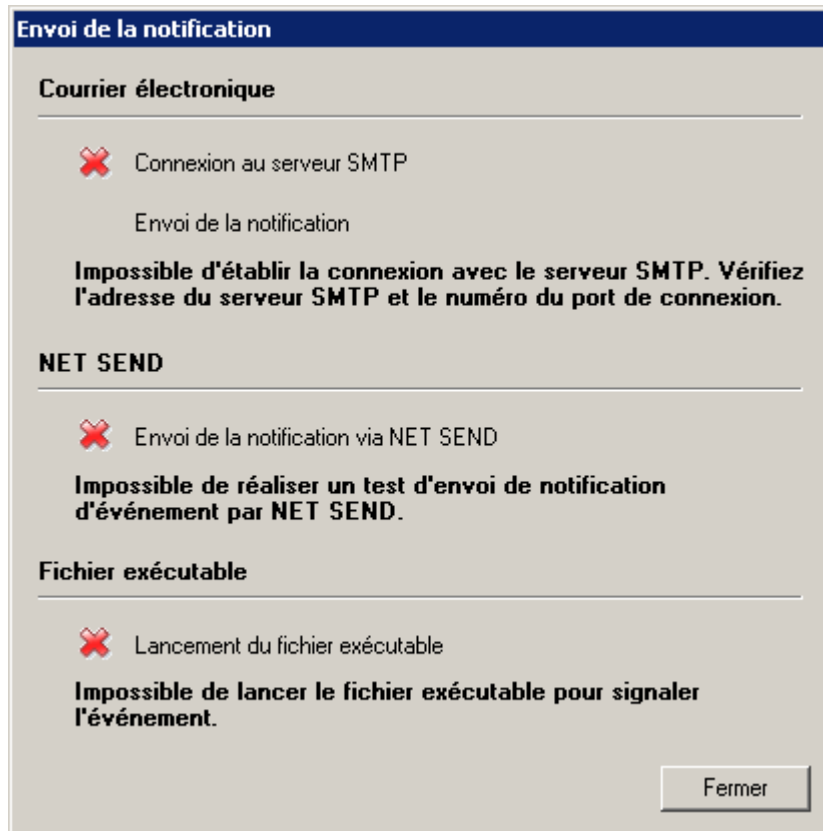 Envoi de la notification
Courrier électronique
Connexion au serveur SMTP
Envoi de la notification
Impossible d'établir la connexion avec le serveur SMTP. Vérifiez
l'adresse du serveur SMTP et le numéro du port de connexion.
NET SEND
Envoi de la notification via NET SEND
Impossible de réaliser un test d'envoi de notification
d'événement par NET SEND.
Fichier exécutable
Lancement du fichier exécutable
Impossible de lancer le fichier exécutable pour signaler
l'événement.
Fermer